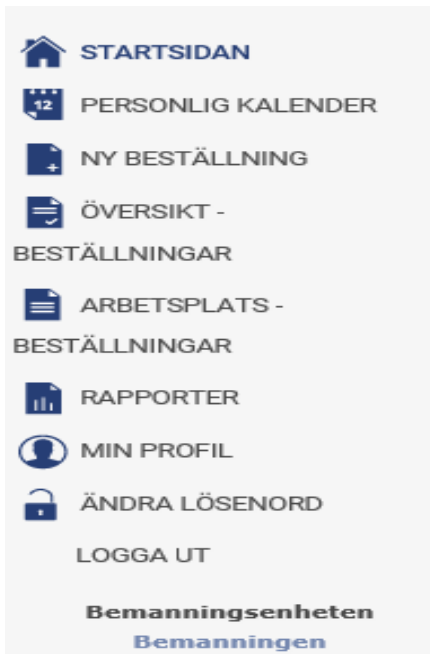 STARTSIDAN
12
PERSONLIG KALENDER
NY BESTÄLLNING
ÖVERSIKT -
BESTÄLLNINGAR
ARBETSPLATS -
BESTÄLLNINGAR
RAPPORTER
MIN PROFIL
ÄNDRA LÖSENORD
LOGGA UT
Bemanningsenheten
Bemanningen